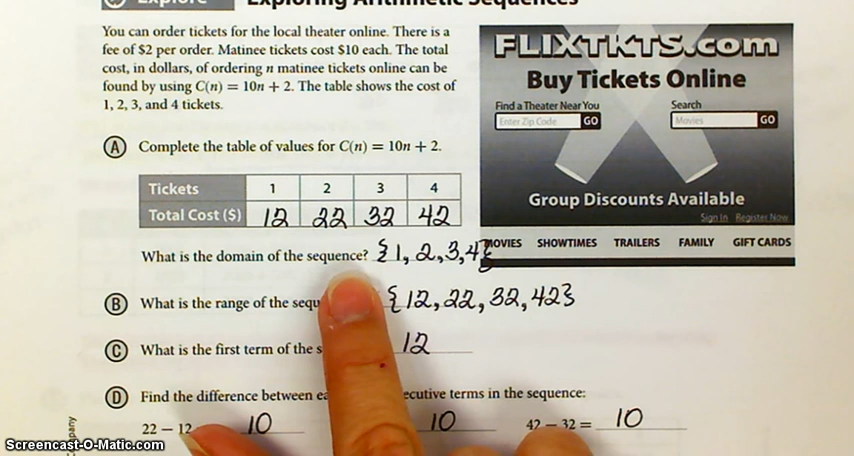 Explore Exploring Arithmetic Sequences
You can order tickets for the local theater online. There is a
fee of $2 per order. Matinee tickets cost $10 each. The total
cost, in dollars, of ordering n matinee tickets online can be
found by using C(n) = 10n + 2. The table shows the cost of
1, 2, 3, and 4 tickets.
FLIXTKTS.com
Buy Tickets Online
Find a Theater Near You Search
Enter Zip Code GO Movies GO
Group Discounts Available
Sign In Register Now
MOVIES SHOWTIMES TRAILERS FAMILY GIFT CARDS
A Complete the table of values for C(n) = 10n + 2.
Tickets 1 2 3 4
Total Cost ($) 12 22 32 42
What is the domain of the sequence? {1, 2, 3, 4}
B What is the range of the sequ {12, 22, 32, 42}
C What is the first term of the s 12
D Find the difference between ea ecutive terms in the sequence:
22 − 12 10 10 42 − 32 = 10
pany
Screencast-O-Matic.com